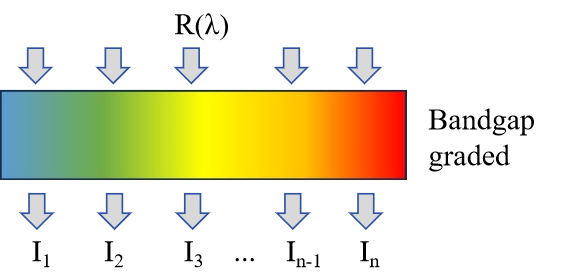 R(λ)
Bandgap
graded
I1 I2 I3 ... In-1 In